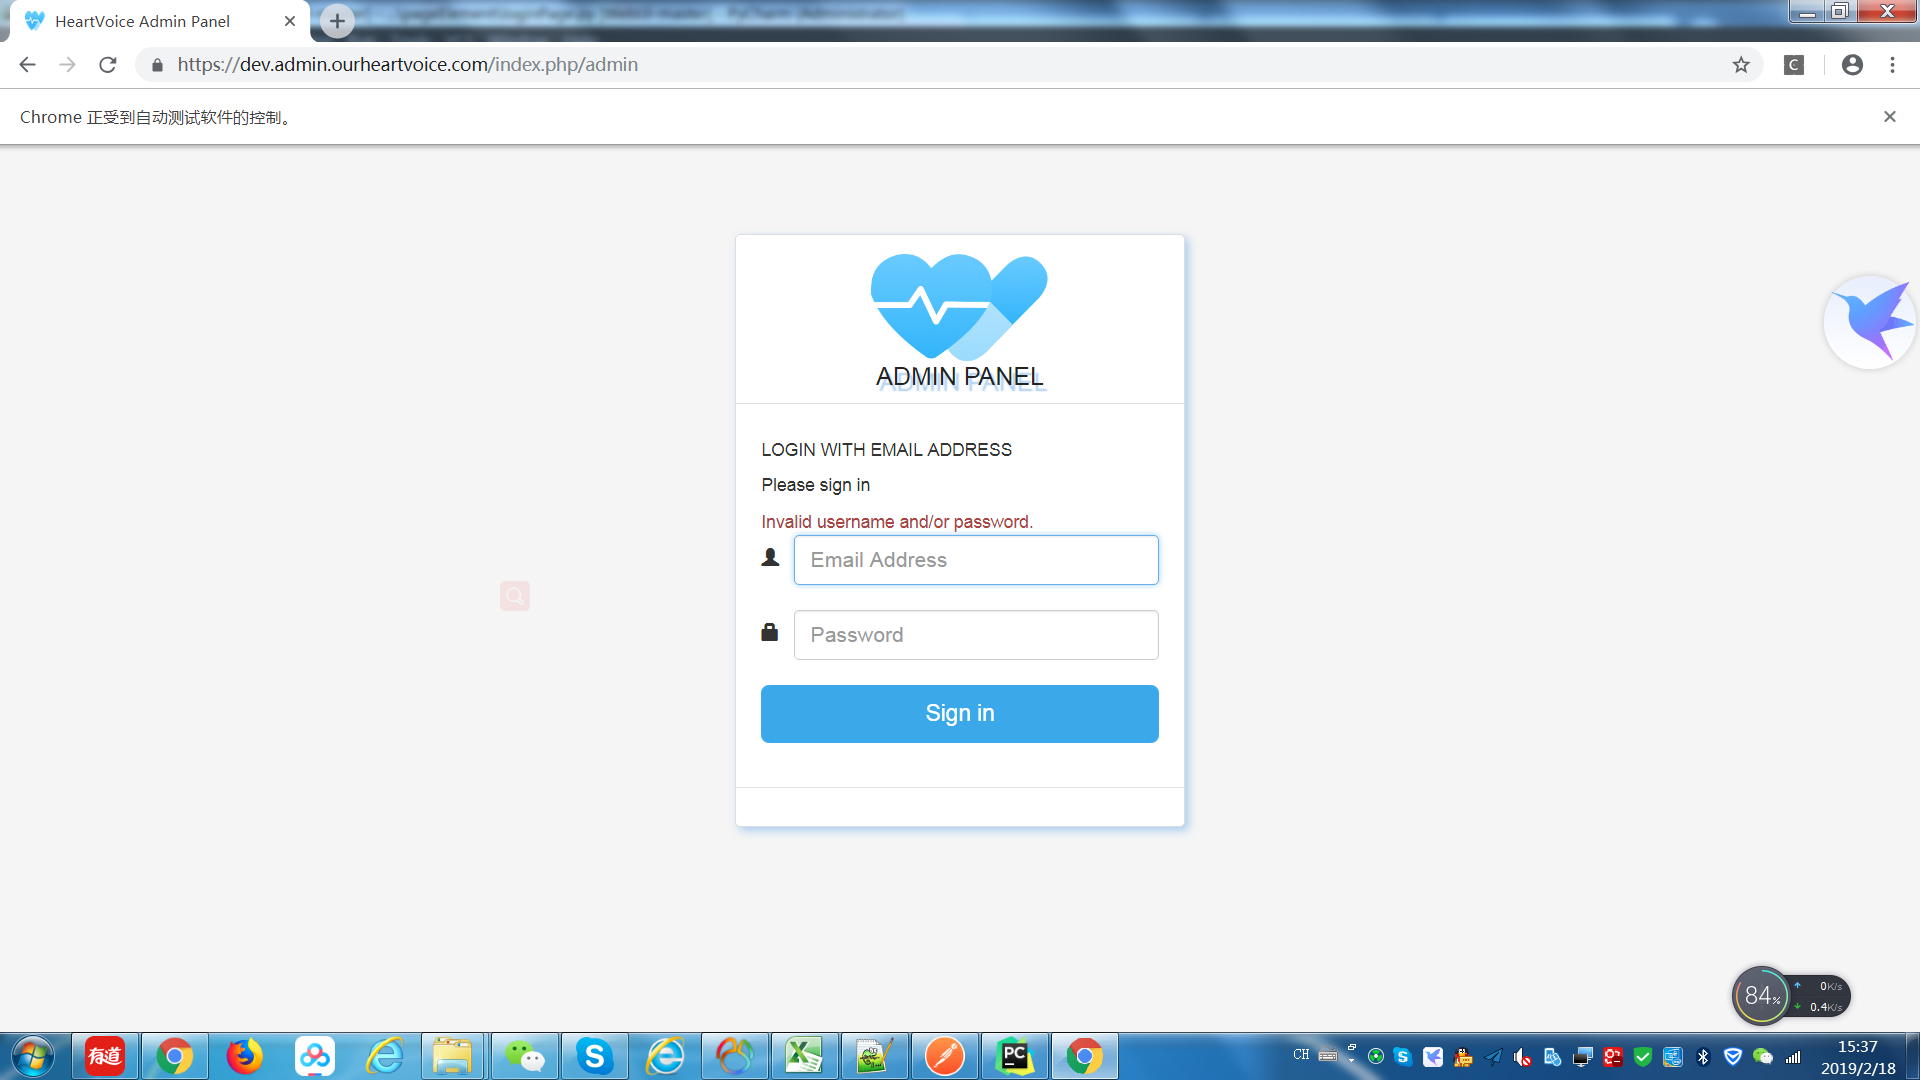 HeartVoice Admin Panel
https://dev.admin.ourheartvoice.com/index.php/admin
C
Chrome 正受到自动测试软件的控制。
ADMIN PANEL
LOGIN WITH EMAIL ADDRESS
Please sign in
Invalid username and/or password.
Email Address
Password
Sign in
84%
0K/s
0.4K/s
有道
PC
CH
15:37
2019/2/18